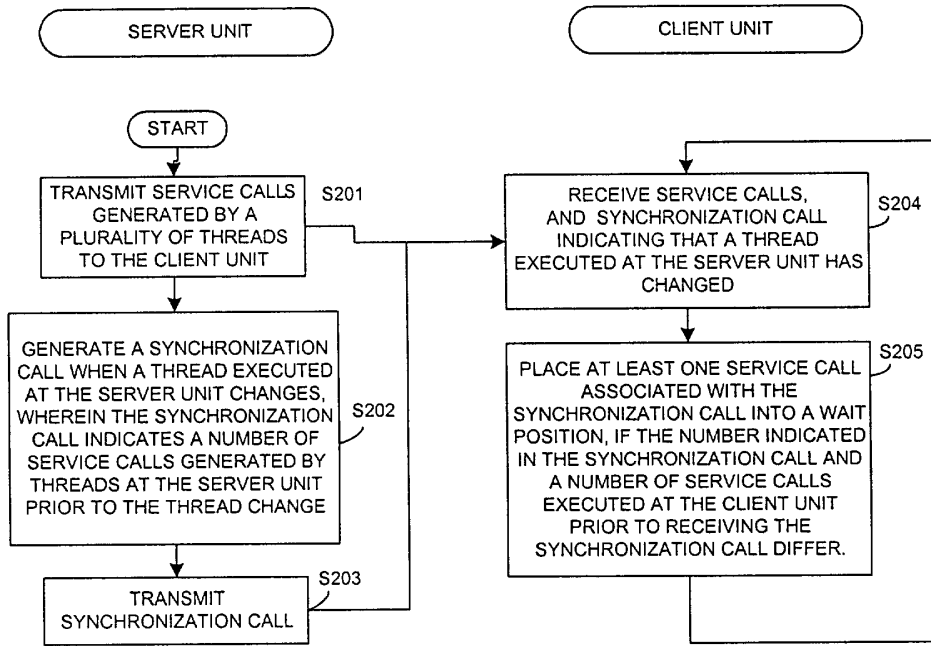 SERVER UNIT
CLIENT UNIT
START
TRANSMIT SERVICE CALLS
GENERATED BY A
PLURALITY OF THREADS
TO THE CLIENT UNIT
S201
GENERATE A SYNCHRONIZATION
CALL WHEN A THREAD EXECUTED
AT THE SERVER UNIT CHANGES,
WHEREIN THE SYNCHRONIZATION
CALL INDICATES A NUMBER OF
SERVICE CALLS GENERATED BY
THREADS AT THE SERVER UNIT
PRIOR TO THE THREAD CHANGE
S202
TRANSMIT
SYNCHRONIZATION CALL
S203
RECEIVE SERVICE CALLS,
AND SYNCHRONIZATION CALL
INDICATING THAT A THREAD
EXECUTED AT THE SERVER UNIT HAS
CHANGED
S204
PLACE AT LEAST ONE SERVICE CALL
ASSOCIATED WITH THE
SYNCHRONIZATION CALL INTO A WAIT
POSITION, IF THE NUMBER INDICATED
IN THE SYNCHRONIZATION CALL AND
A NUMBER OF SERVICE CALLS
EXECUTED AT THE CLIENT UNIT
PRIOR TO RECEIVING THE
SYNCHRONIZATION CALL DIFFER.
S205